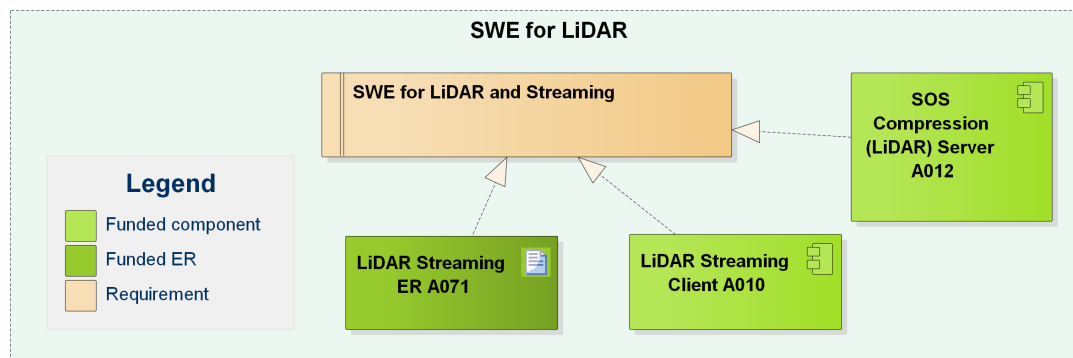 SWE for LiDAR
SWE for LiDAR and Streaming
SOS
Compression
(LiDAR) Server
A012
Legend
Funded component
Funded ER
Requirement
LiDAR Streaming
ER A071
LiDAR Streaming
Client A010